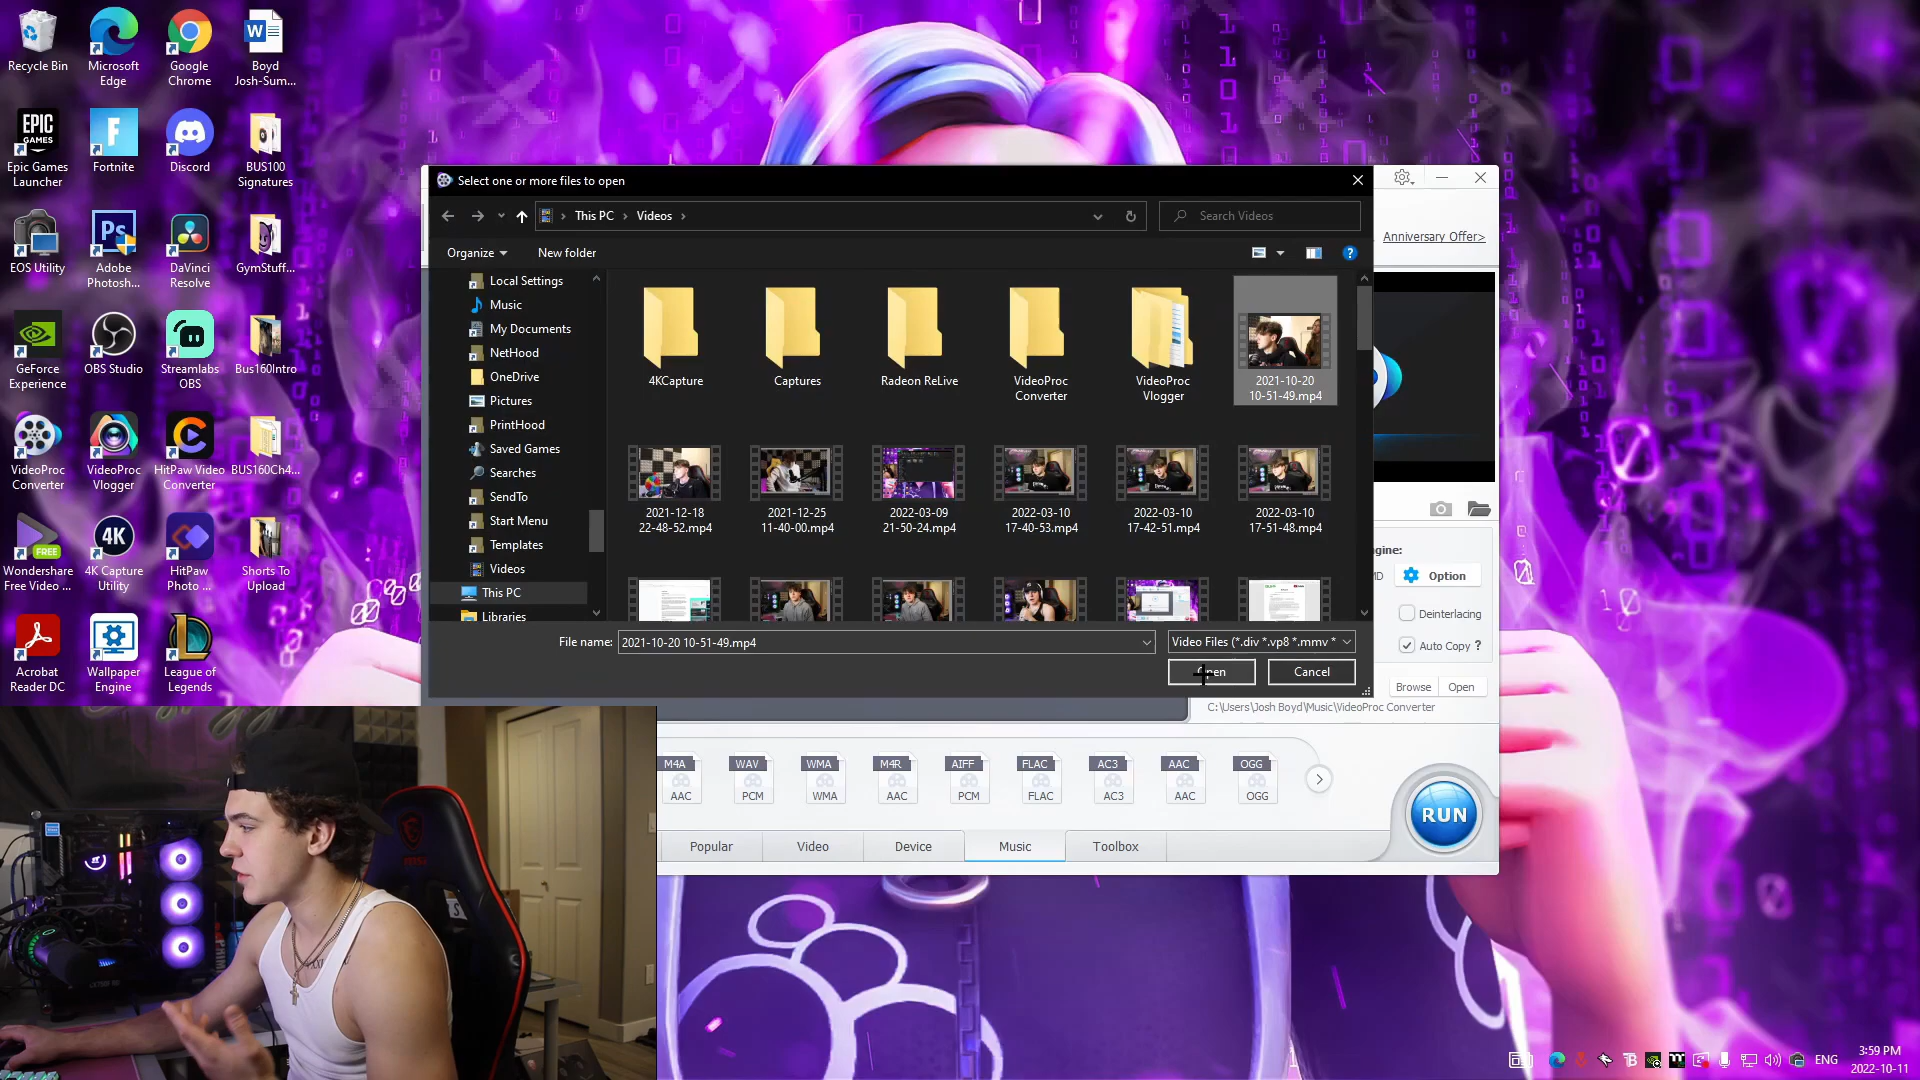 Recycle Bin
Microsoft
Edge
Google
Chrome
Boyd
Josh-Sum...
EPIC
GAMES
Epic Games
Launcher
Fortnite
Discord
BUS100
Signatures
EOS Utility
Ps
Adobe
Photosh...
DaVinci
Resolve
GymStuff...
GeForce
Experience
OBS Studio
Streamlabs
OBS
Bus160Intro
VideoProc
Converter
VideoProc
Vlogger
HitPaw Video
Converter
BUS160Ch4...
FREE
Wondershare
Free Video ...
4K
4K Capture
Utility
HitPaw
Photo ...
Shorts To
Upload
Acrobat
Reader DC
Wallpaper
Engine
League of
Legends
Select one or more files to open
This PC
Videos
Search Videos
Organize
New folder
Anniversary Offer>
Local Settings
Music
My Documents
NetHood
OneDrive
Pictures
PrintHood
Saved Games
Searches
SendTo
Start Menu
Templates
Videos
This PC
Libraries
4KCapture
Captures
Radeon ReLive
VideoProc
Converter
VideoProc
Vlogger
2021-10-20
10-51-49.mp4
2021-12-18
22-48-52.mp4
2021-12-25
11-40-00.mp4
2022-03-09
21-50-24.mp4
2022-03-10
17-40-53.mp4
2022-03-10
17-42-51.mp4
2022-03-10
17-51-48.mp4
gine:
Option
Deinterlacing
Auto Copy ?
File name:
2021-10-20 10-51-49.mp4
Video Files (*.div *.vp8 *.mmv *
Open
Cancel
Browse
Open
C:\Users\Josh Boyd\Music\VideoProc Converter
M4A
AAC
WAV
PCM
WMA
WMA
M4R
AAC
AIFF
PCM
FLAC
FLAC
AC3
AC3
AAC
AAC
OGG
OGG
RUN
Popular
Video
Device
Music
Toolbox
ENG
3:59 PM
2022-10-11